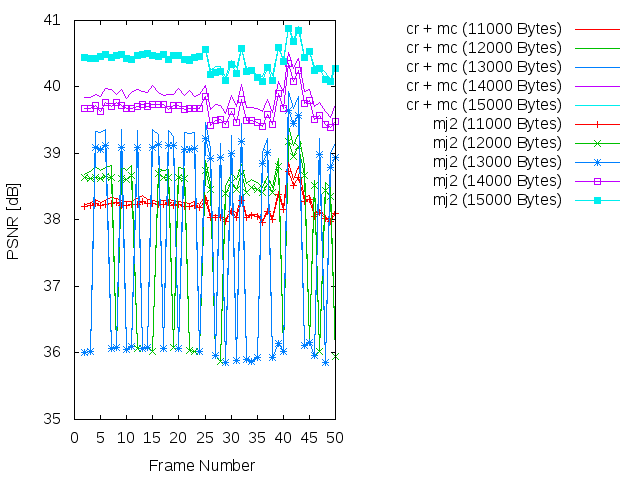 41
40
39
38
37
36
35
PSNR [dB]
0 5 10 15 20 25 30 35 40 45 50
Frame Number
cr + mc (11000 Bytes)
cr + mc (12000 Bytes)
cr + mc (13000 Bytes)
cr + mc (14000 Bytes)
cr + mc (15000 Bytes)
mj2 (11000 Bytes)
mj2 (12000 Bytes)
mj2 (13000 Bytes)
mj2 (14000 Bytes)
mj2 (15000 Bytes)